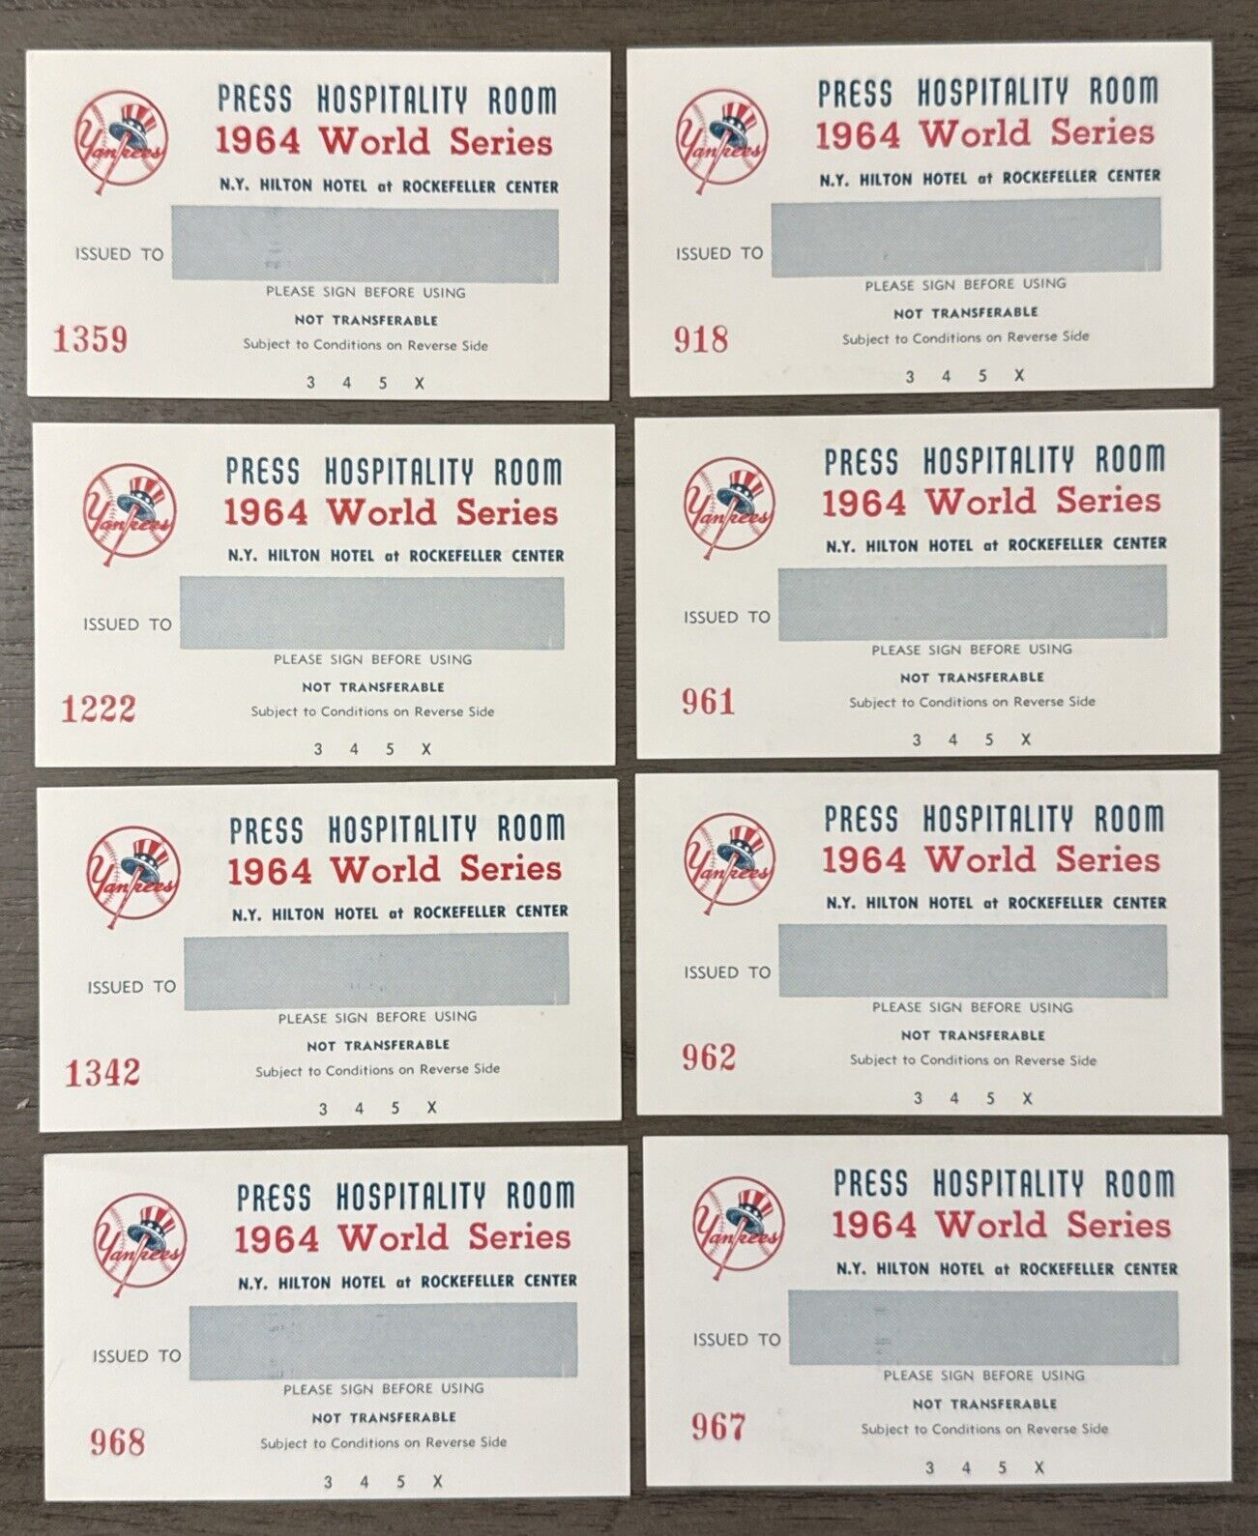 Yankees
PRESS HOSPITALITY ROOM
1964 World Series
N.Y. HILTON HOTEL at ROCKEFELLER CENTER
ISSUED TO
PLEASE SIGN BEFORE USING
NOT TRANSFERABLE
1359
Subject to Conditions on Reverse Side
3 4 5 X
Yankees
PRESS HOSPITALITY ROOM
1964 World Series
N.Y. HILTON HOTEL at ROCKEFELLER CENTER
ISSUED TO
PLEASE SIGN BEFORE USING
NOT TRANSFERABLE
918
Subject to Conditions on Reverse Side
3 4 5 X
Yankees
PRESS HOSPITALITY ROOM
1964 World Series
N.Y. HILTON HOTEL at ROCKEFELLER CENTER
ISSUED TO
PLEASE SIGN BEFORE USING
NOT TRANSFERABLE
1222
Subject to Conditions on Reverse Side
3 4 5 X
Yankees
PRESS HOSPITALITY ROOM
1964 World Series
N.Y. HILTON HOTEL at ROCKEFELLER CENTER
ISSUED TO
PLEASE SIGN BEFORE USING
NOT TRANSFERABLE
961
Subject to Conditions on Reverse Side
3 4 5 X
Yankees
PRESS HOSPITALITY ROOM
1964 World Series
N.Y. HILTON HOTEL at ROCKEFELLER CENTER
ISSUED TO
PLEASE SIGN BEFORE USING
NOT TRANSFERABLE
1342
Subject to Conditions on Reverse Side
3 4 5 X
Yankees
PRESS HOSPITALITY ROOM
1964 World Series
N.Y. HILTON HOTEL at ROCKEFELLER CENTER
ISSUED TO
PLEASE SIGN BEFORE USING
NOT TRANSFERABLE
962
Subject to Conditions on Reverse Side
3 4 5 X
Yankees
PRESS HOSPITALITY ROOM
1964 World Series
N.Y. HILTON HOTEL at ROCKEFELLER CENTER
ISSUED TO
PLEASE SIGN BEFORE USING
NOT TRANSFERABLE
968
Subject to Conditions on Reverse Side
3 4 5 X
Yankees
PRESS HOSPITALITY ROOM
1964 World Series
N.Y. HILTON HOTEL at ROCKEFELLER CENTER
ISSUED TO
PLEASE SIGN BEFORE USING
NOT TRANSFERABLE
967
Subject to Conditions on Reverse Side
3 4 5 X